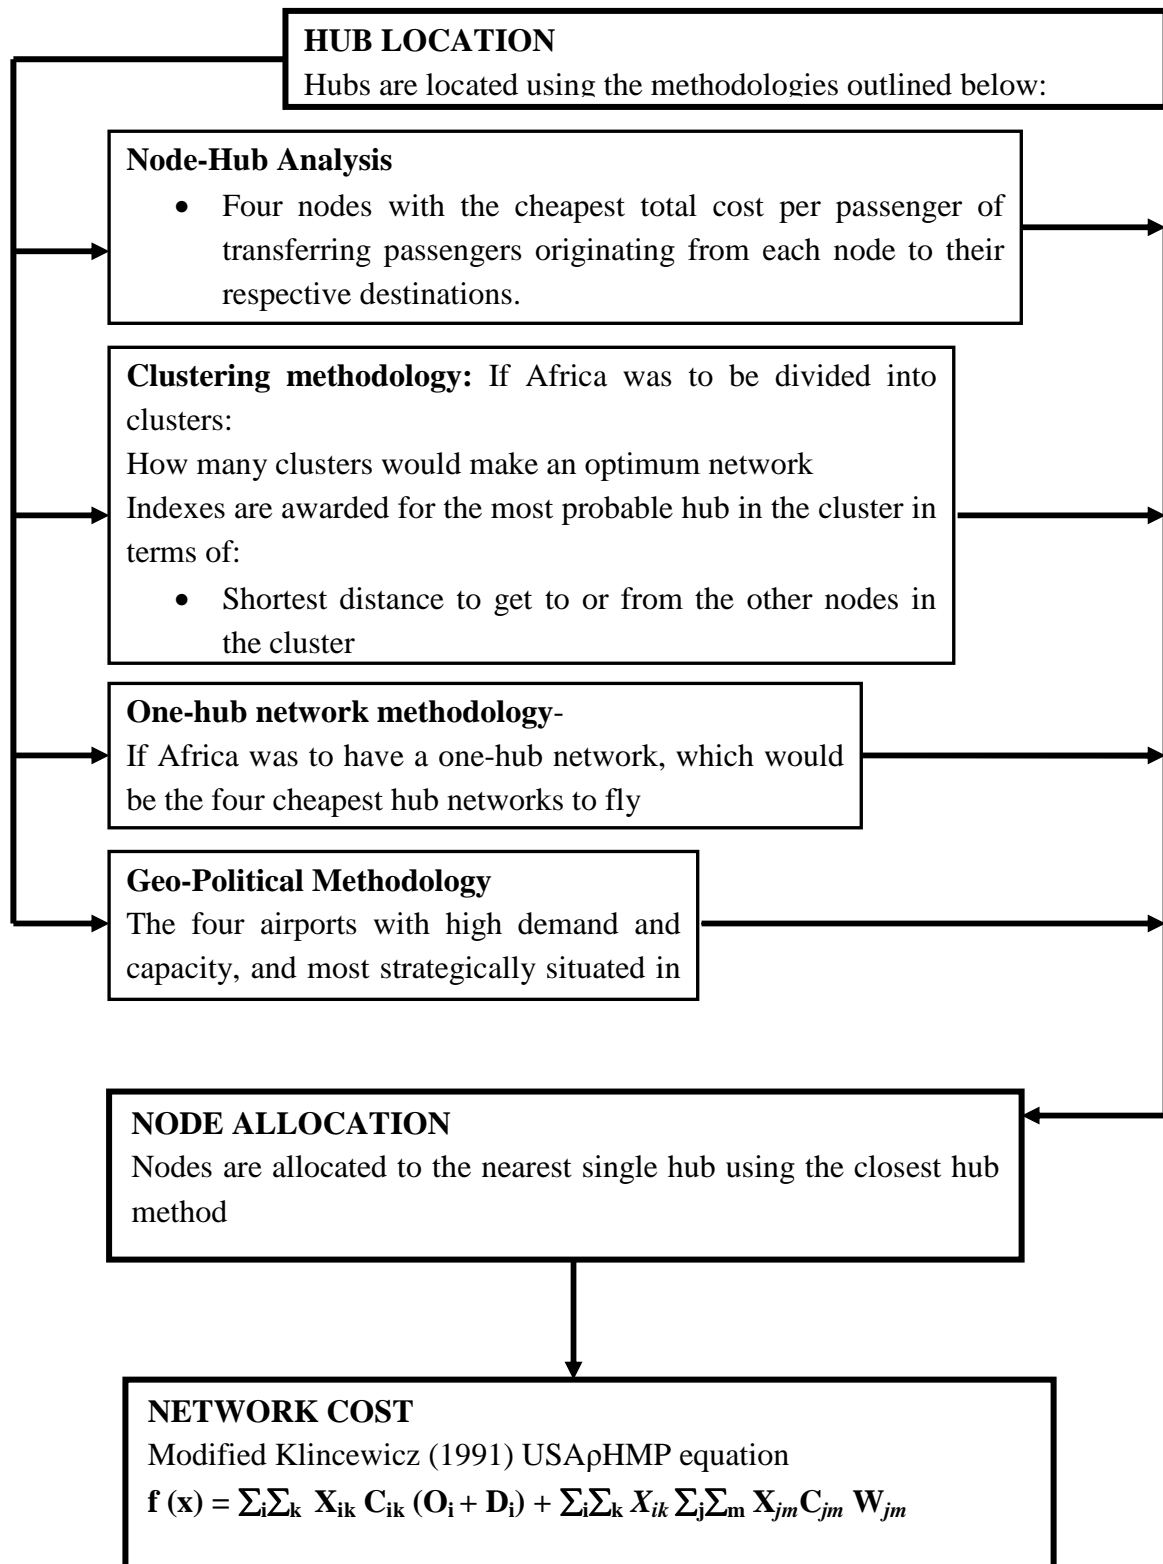 HUB LOCATION
Hubs are located using the methodologies outlined below:
Node-Hub Analysis
• Four nodes with the cheapest total cost per passenger of
transferring passengers originating from each node to their
respective destinations.
Clustering methodology: If Africa was to be divided into
clusters:
How many clusters would make an optimum network
Indexes are awarded for the most probable hub in the cluster in
terms of:
• Shortest distance to get to or from the other nodes in
the cluster
One-hub network methodology-
If Africa was to have a one-hub network, which would
be the four cheapest hub networks to fly
Geo-Political Methodology
The four airports with high demand and
capacity, and most strategically situated in
NODE ALLOCATION
Nodes are allocated to the nearest single hub using the closest hub
method
NETWORK COST
Modified Klincewicz (1991) USAρHMP equation
f (x) = ∑i∑k Xik Cik (Oi + Di) + ∑i∑k Xik ∑j∑m XjmCjm Wjm